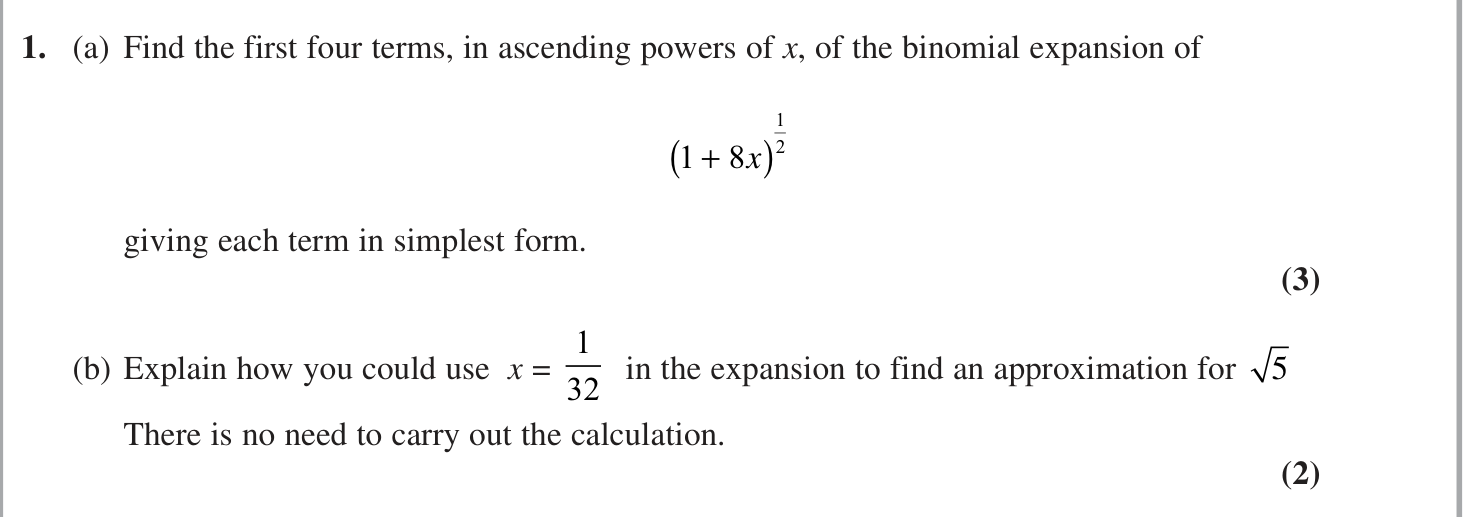 1. (a) Find the first four terms, in ascending powers of x, of the binomial expansion of
(1 + 8x)^{1/2}
giving each term in simplest form.
(3)
(b) Explain how you could use x = 1/32 in the expansion to find an approximation for √5
There is no need to carry out the calculation.
(2)